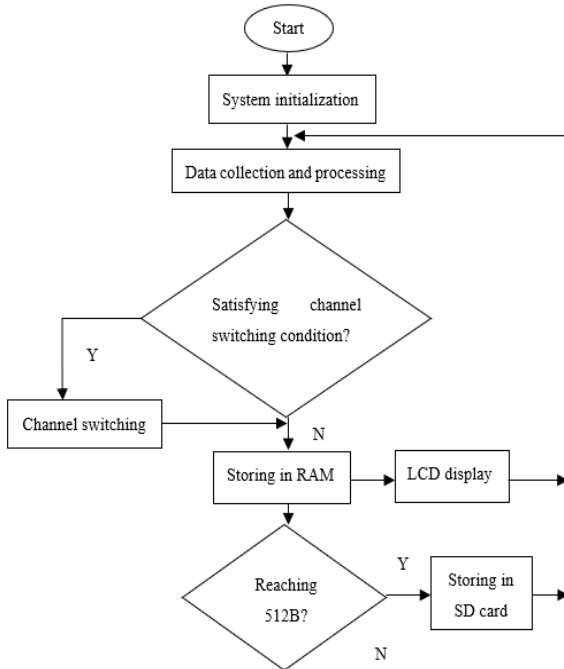 Start
System initialization
Data collection and processing
Satisfying channel
switching condition?
Y
Channel switching
N
Storing in RAM
LCD display
Reaching
512B?
Y
Storing in
SD card
N